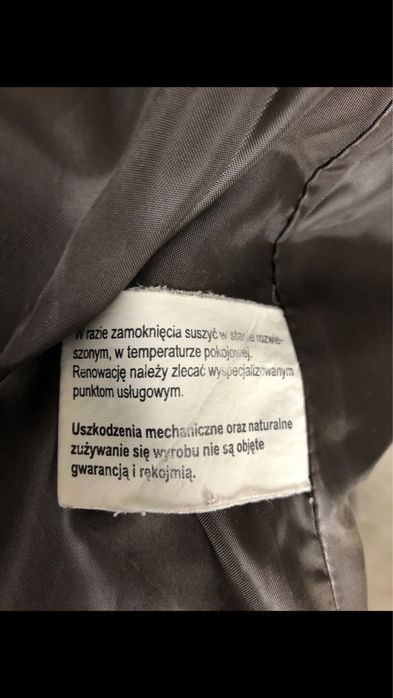 W razie zamoknięcia suszyć w stanie rozwie-
szonym, w temperaturze pokojowej.
Renowację należy zlecać wyspecjalizowanym
punktom usługowym.
Uszkodzenia mechaniczne oraz naturalne
zużywanie się wyrobu nie są objęte
gwarancją i rękojmią.